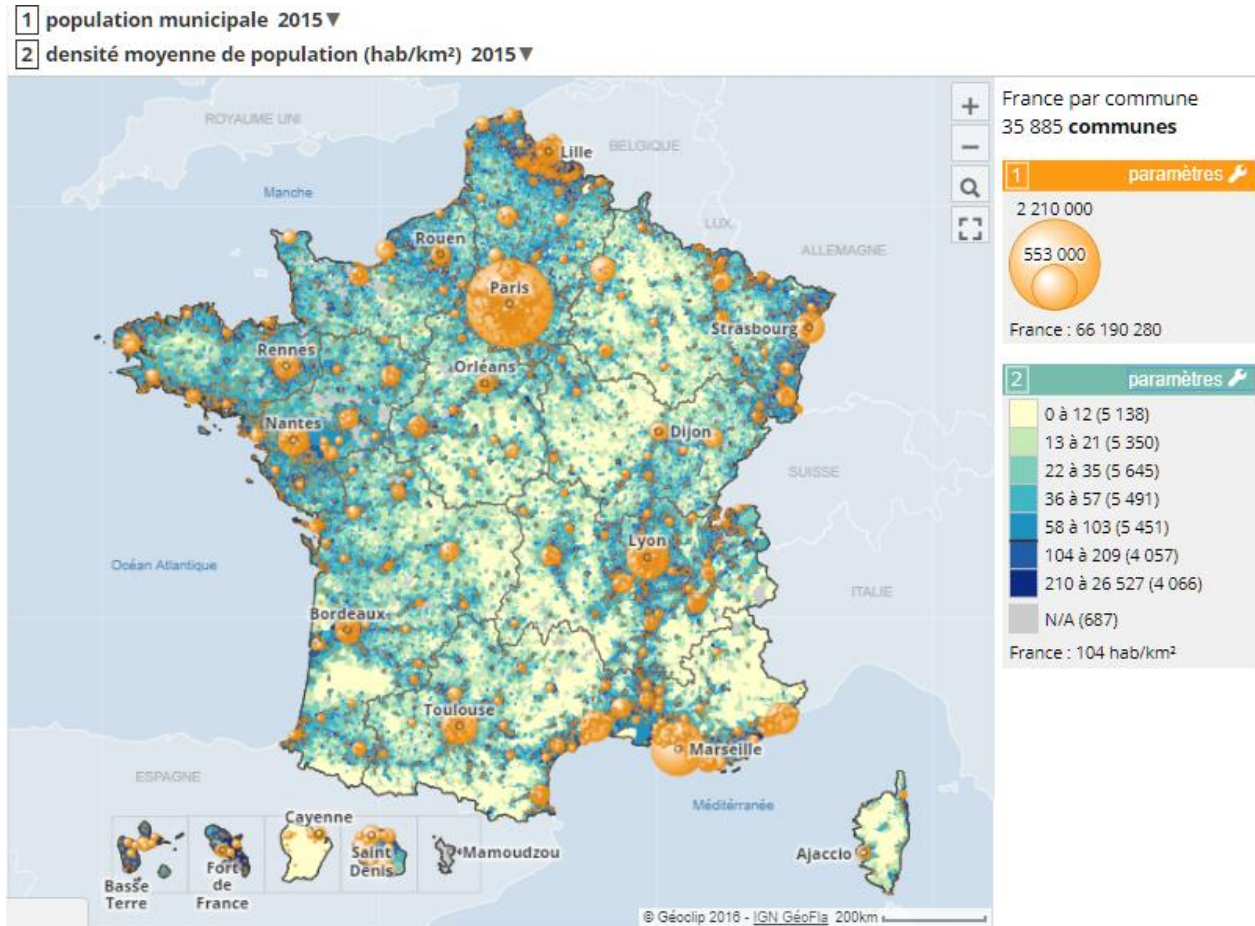 1 population municipale 2015▼
2 densité moyenne de population (hab/km²) 2015▼
ROYAUME UNI
BELGIQUE
Lille
Manche
LUX.
ALLEMAGNE
Rouen
Paris
Strasbourg
Rennes
Orléans
Nantes
Dijon
SUISSE
Lyon
Océan Atlantique
ITALIE
Bordeaux
Toulouse
Marseille
ESPAGNE
Méditérranée
Cayenne
Saint
Denis
Mamoudzou
Ajaccio
Basse
Terre
Fort
de
France
© Géoclip 2016 - IGN GéoFla 200km
+
−
France par commune
35 885 communes
1 paramètres
2 210 000
553 000
France : 66 190 280
2 paramètres
0 à 12 (5 138)
13 à 21 (5 350)
22 à 35 (5 645)
36 à 57 (5 491)
58 à 103 (5 451)
104 à 209 (4 057)
210 à 26 527 (4 066)
N/A (687)
France : 104 hab/km²